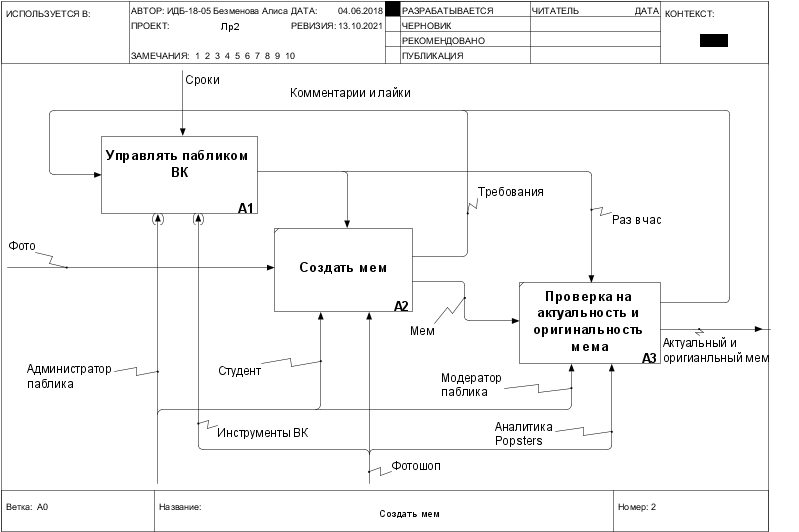 ИСПОЛЬЗУЕТСЯ В:
АВТОР: ИДБ-18-05 Безменова Алиса ДАТА: 04.06.2018
РАЗРАБАТЫВАЕТСЯ
ЧИТАТЕЛЬ ДАТА
КОНТЕКСТ:
ПРОЕКТ: Лр2 РЕВИЗИЯ: 13.10.2021
ЧЕРНОВИК
РЕКОМЕНДОВАНО
ЗАМЕЧАНИЯ: 1 2 3 4 5 6 7 8 9 10
ПУБЛИКАЦИЯ
Сроки
Комментарии и лайки
Управлять пабликом
ВК
A1
Требования
Раз в час
Фото
Создать мем
A2
Проверка на
актуальность и
оригинальность
мема
A3
Мем
Актуальный и
оригианльный мем
Администратор
паблика
Студент
Модератор
паблика
Инструменты ВК
Аналитика
Popsters
Фотошоп
Ветка: A0
Название:
Создать мем
Номер: 2